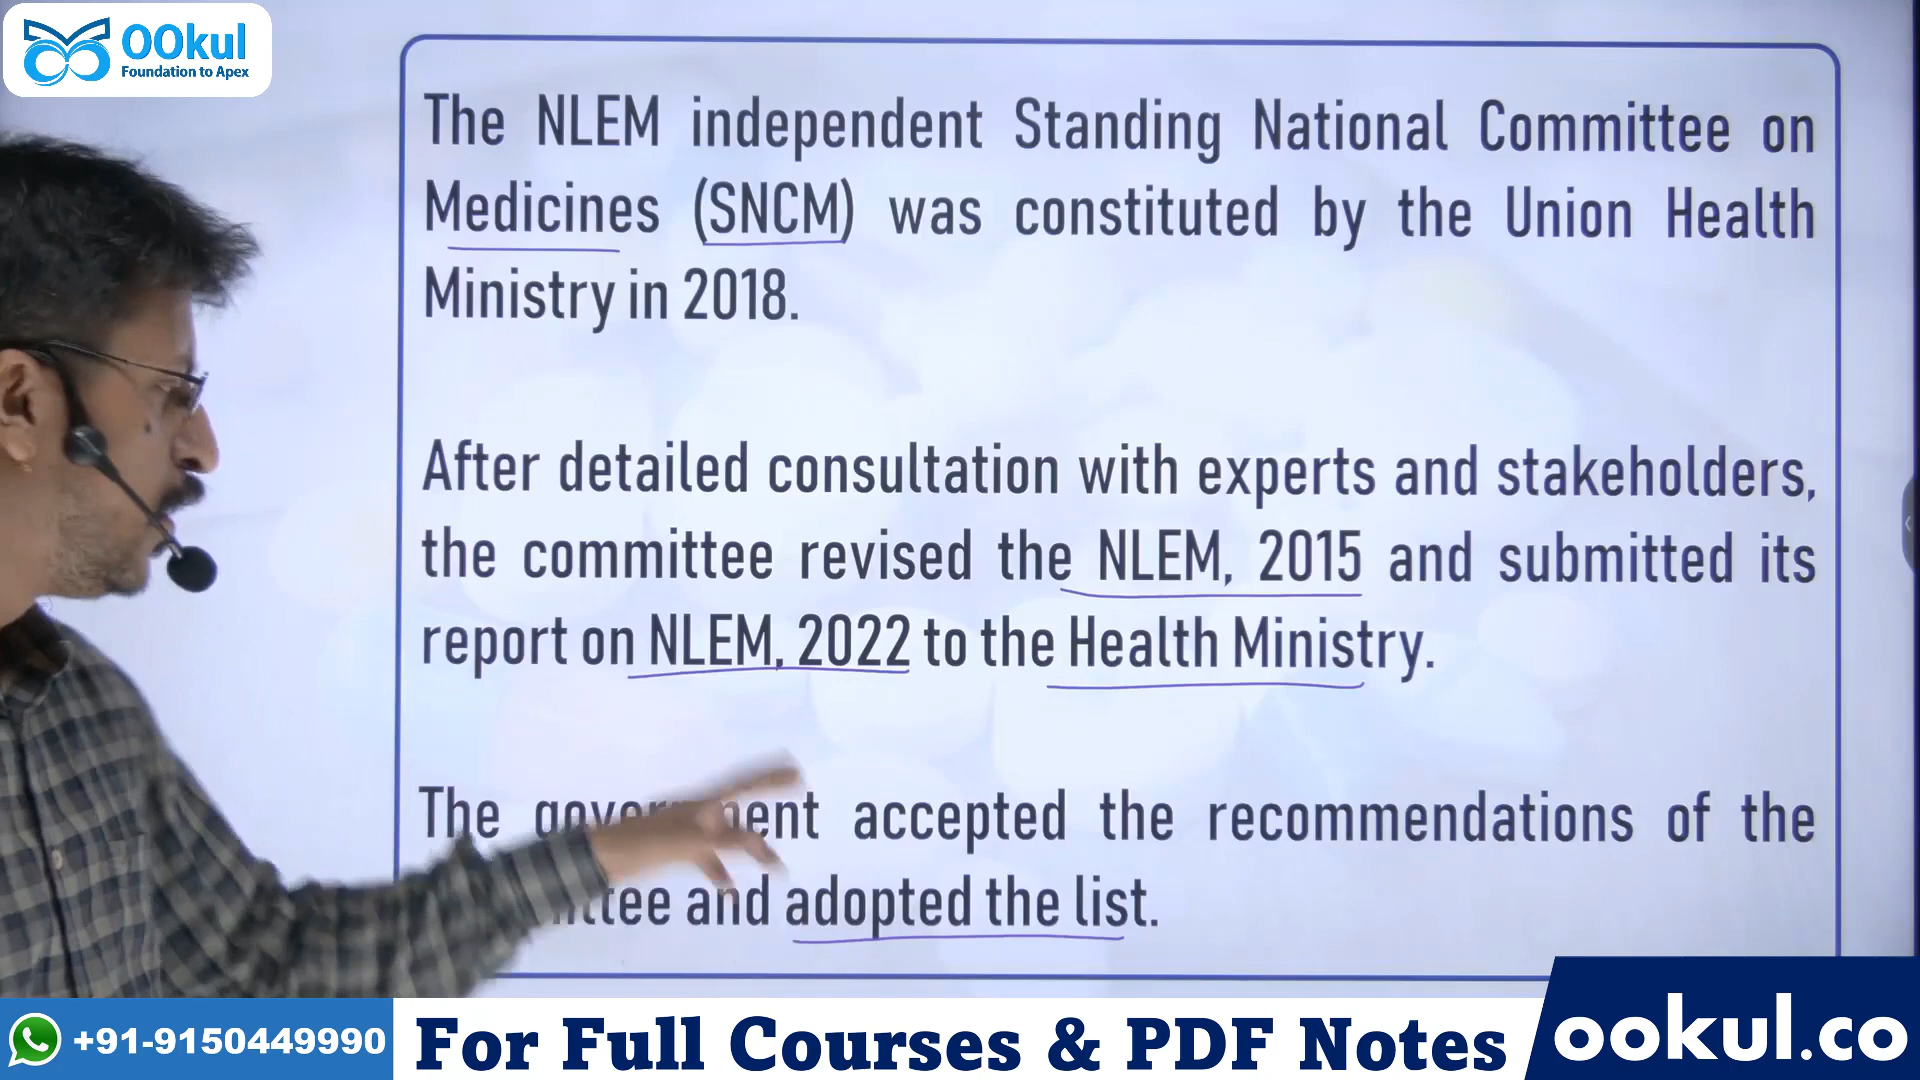 OOkul
Foundation to Apex
The NLEM independent Standing National Committee on
Medicines (SNCM) was constituted by the Union Health
Ministry in 2018.
After detailed consultation with experts and stakeholders,
the committee revised the NLEM, 2015 and submitted its
report on NLEM, 2022 to the Health Ministry.
The accepted the recommendations of the
and adopted the list.
+91-9150449990
For Full Courses & PDF Notes
ookul.co